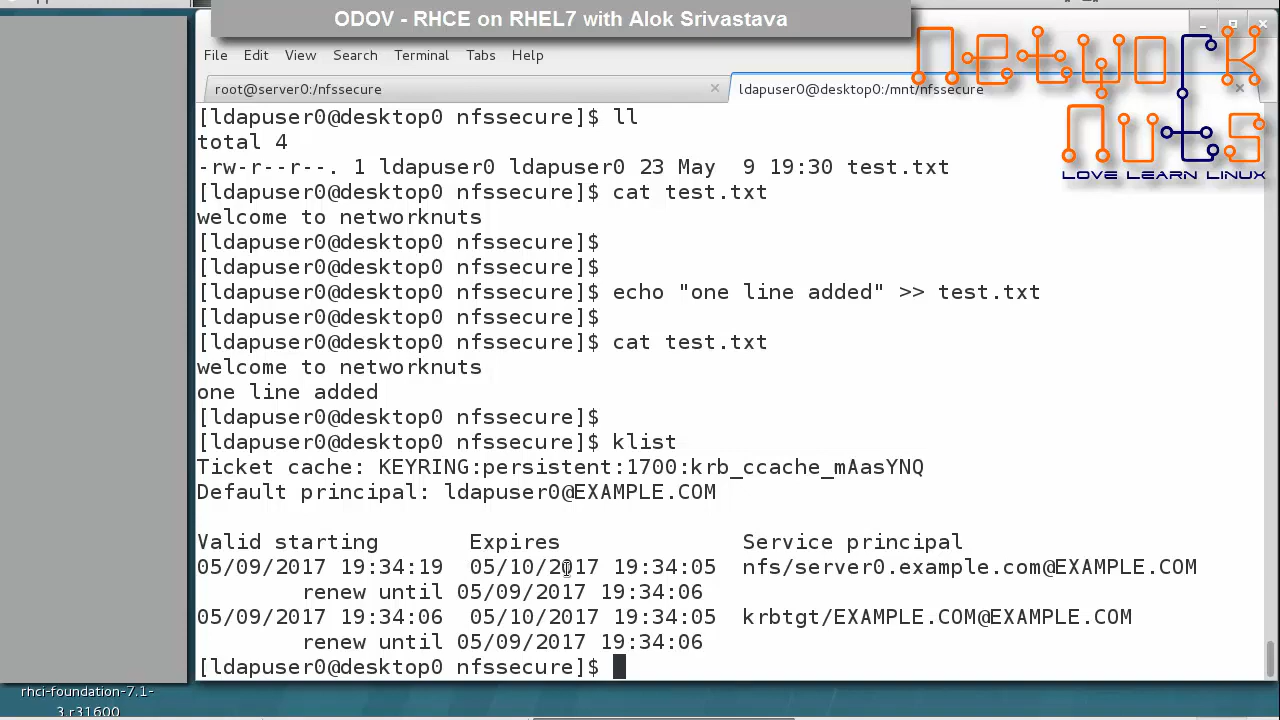 ODOV - RHCE on RHEL7 with Alok Srivastava
File Edit View Search Terminal Tabs Help
root@server0:/nfssecure × ldapuser0@desktop0:/mnt/nfssecure ×
NETWORK
NUTS
LOVE LEARN LINUX
[ldapuser0@desktop0 nfssecure]$ ll
total 4
-rw-r--r--. 1 ldapuser0 ldapuser0 23 May  9 19:30 test.txt
[ldapuser0@desktop0 nfssecure]$ cat test.txt
welcome to networknuts
[ldapuser0@desktop0 nfssecure]$
[ldapuser0@desktop0 nfssecure]$
[ldapuser0@desktop0 nfssecure]$ echo "one line added" >> test.txt
[ldapuser0@desktop0 nfssecure]$
[ldapuser0@desktop0 nfssecure]$ cat test.txt
welcome to networknuts
one line added
[ldapuser0@desktop0 nfssecure]$
[ldapuser0@desktop0 nfssecure]$ klist
Ticket cache: KEYRING:persistent:1700:krb_ccache_mAasYNQ
Default principal: ldapuser0@EXAMPLE.COM
Valid starting       Expires              Service principal
05/09/2017 19:34:19  05/10/2017 19:34:05  nfs/server0.example.com@EXAMPLE.COM
        renew until 05/09/2017 19:34:06
05/09/2017 19:34:06  05/10/2017 19:34:05  krbtgt/EXAMPLE.COM@EXAMPLE.COM
        renew until 05/09/2017 19:34:06
[ldapuser0@desktop0 nfssecure]$
rhci-foundation-7.1-
3.r31600